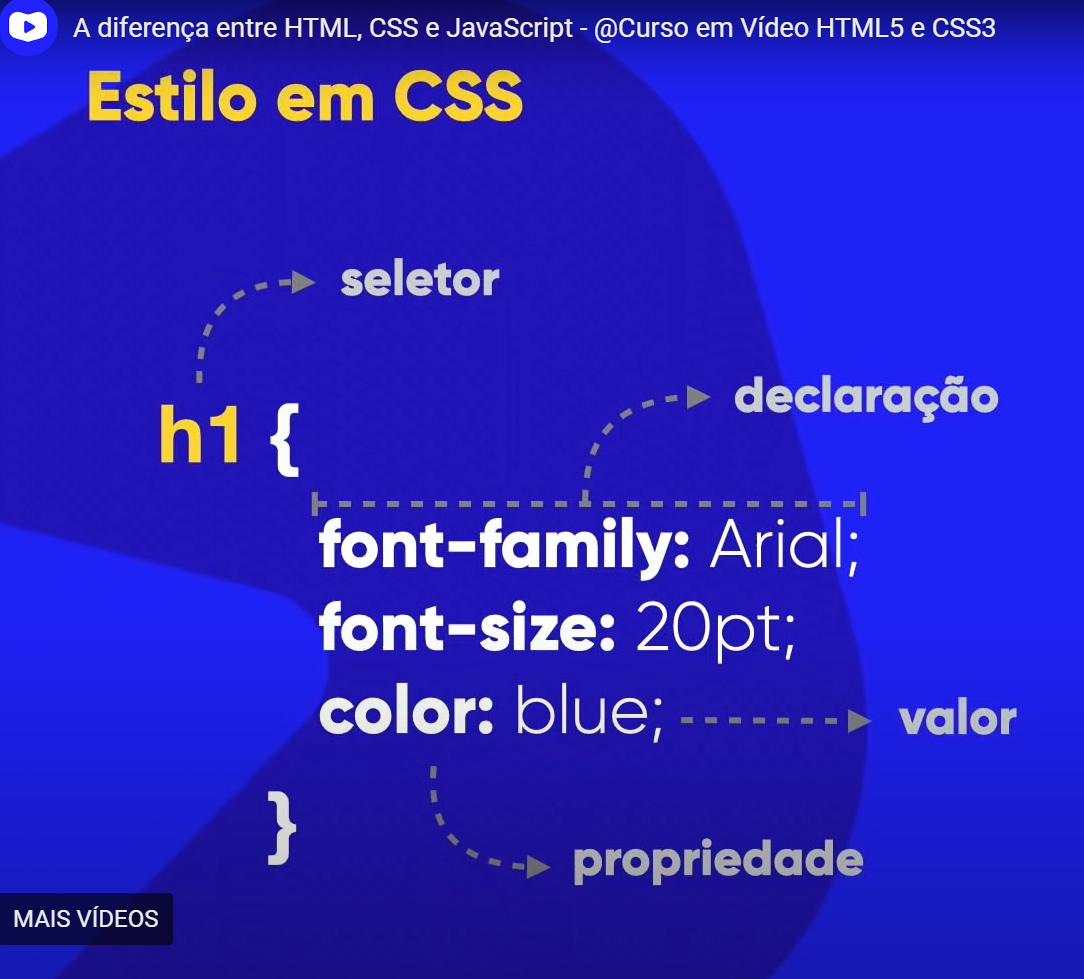 A diferença entre HTML, CSS e JavaScript - @Curso em Vídeo HTML5 e CSS3
Estilo em CSS
seletor
declaração
h1 {
font-family: Arial;
font-size: 20pt;
color: blue;
valor
}
propriedade
MAIS VÍDEOS